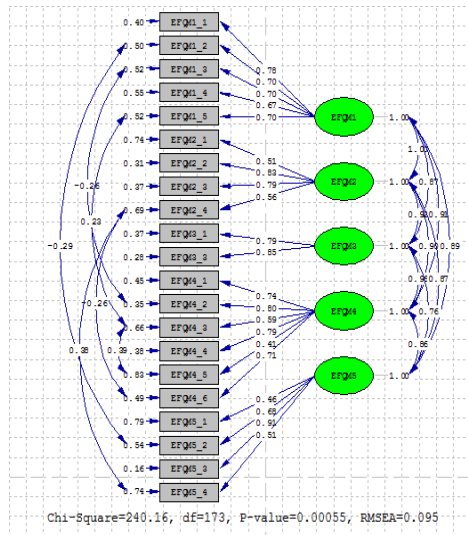 0.40 EFQM1_1
0.50 EFQM1_2
0.52 EFQM1_3
0.55 EFQM1_4
0.52 EFQM1_5
0.74 EFQM2_1
0.31 EFQM2_2
0.37 EFQM2_3
0.69 EFQM2_4
0.37 EFQM3_1
0.28 EFQM3_3
0.45 EFQM4_1
0.35 EFQM4_2
0.66 EFQM4_3
0.38 EFQM4_4
0.83 EFQM4_5
0.49 EFQM4_6
0.79 EFQM5_1
0.54 EFQM5_2
0.16 EFQM5_3
0.74 EFQM5_4
-0.26
0.23
-0.29
-0.26
0.38
0.39
0.78
0.70
0.70
0.67
0.70
0.51
0.83
0.79
0.56
0.79
0.85
0.74
0.80
0.59
0.79
0.41
0.71
0.46
0.68
0.91
0.51
EFQM1 1.00
EFQM2 1.00
EFQM3 1.00
EFQM4 1.00
EFQM5 1.00
0.87
0.89
0.87
0.76
0.86
Chi-Square=240.16, df=173, P-value=0.00055, RMSEA=0.095